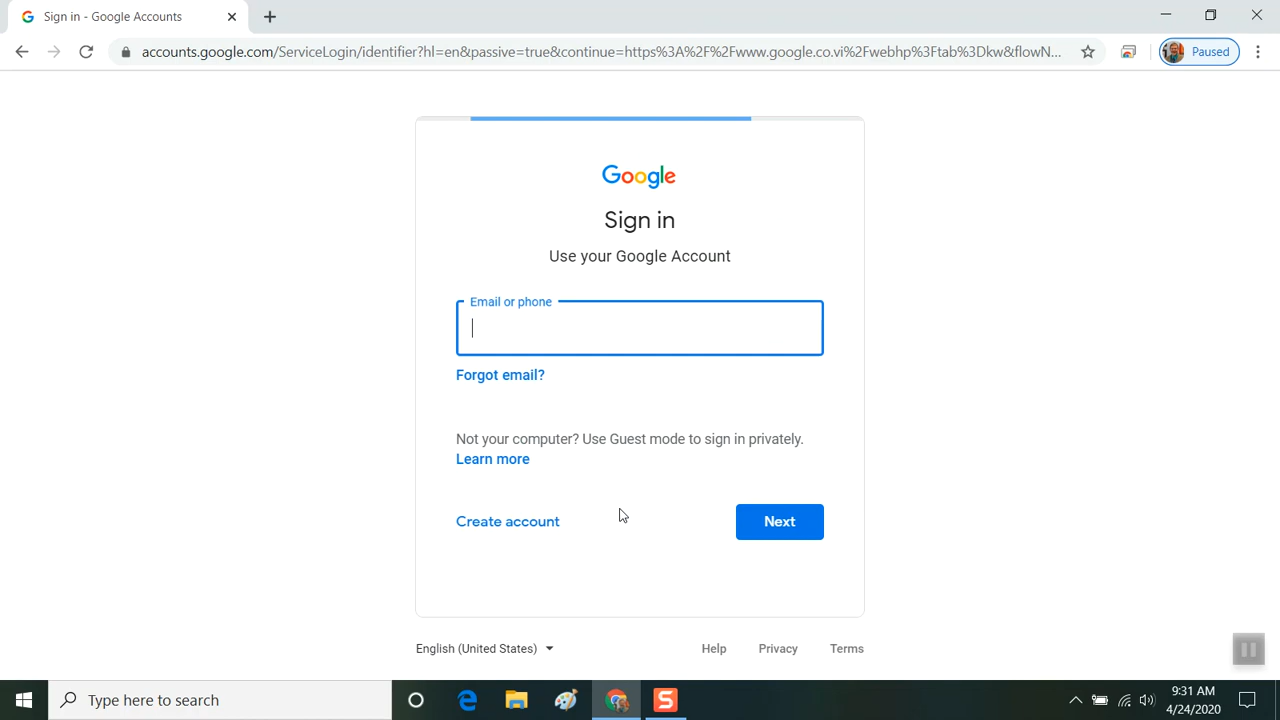 Sign in - Google Accounts
accounts.google.com/ServiceLogin/identifier?hl=en&passive=true&continue=https%3A%2F%2Fwww.google.co.vi%2Fwebhp%3Ftab%3Dkw&flowN...
Paused
Google
Sign in
Use your Google Account
Email or phone
Forgot email?
Not your computer? Use Guest mode to sign in privately.
Learn more
Create account
Next
English (United States)
Help
Privacy
Terms
Type here to search
S
9:31 AM
4/24/2020